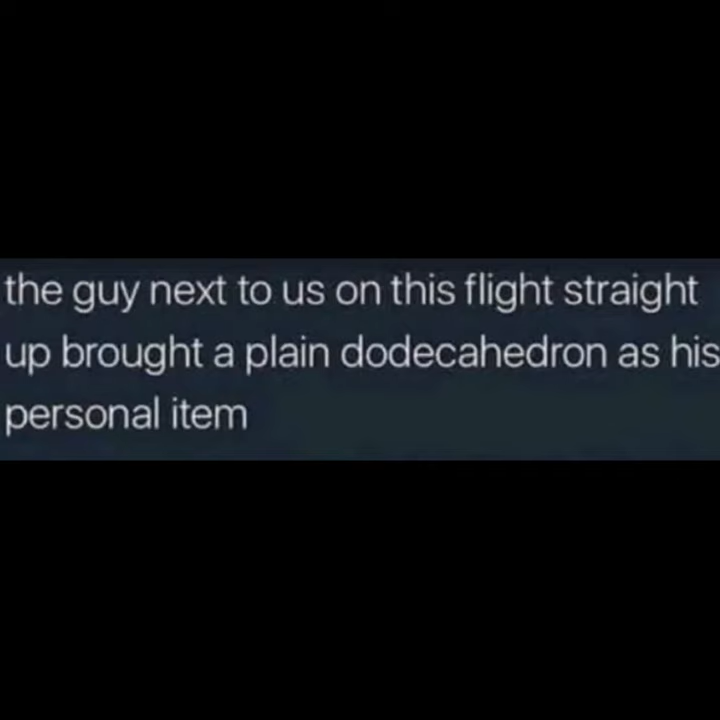 the guy next to us on this flight straight
up brought a plain dodecahedron as his
personal item